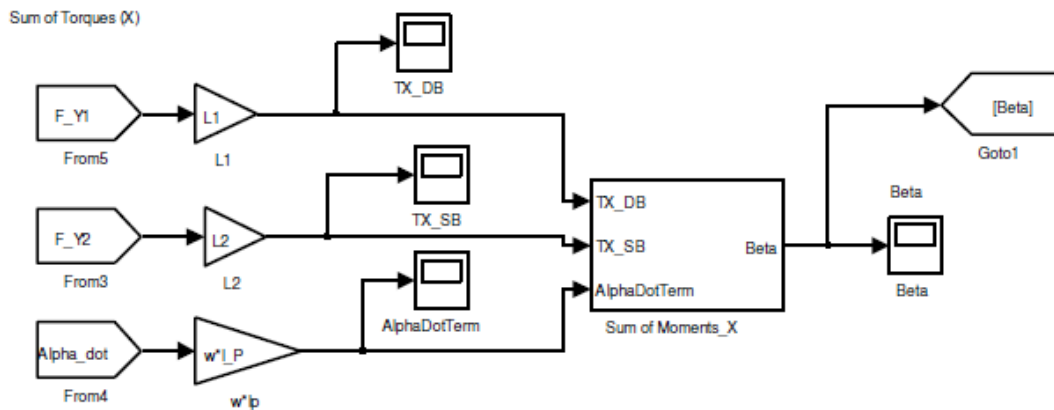 Sum of Torques (X)
TX_DB
F_Y1
L1
From5
L1
[Beta]
Goto1
TX_SB
F_Y2
L2
From3
L2
TX_DB
TX_SB
AlphaDotTerm
Beta
Sum of Moments_X
Beta
Beta
AlphaDotTerm
Alpha_dot
w*I_P
From4
w*Ip